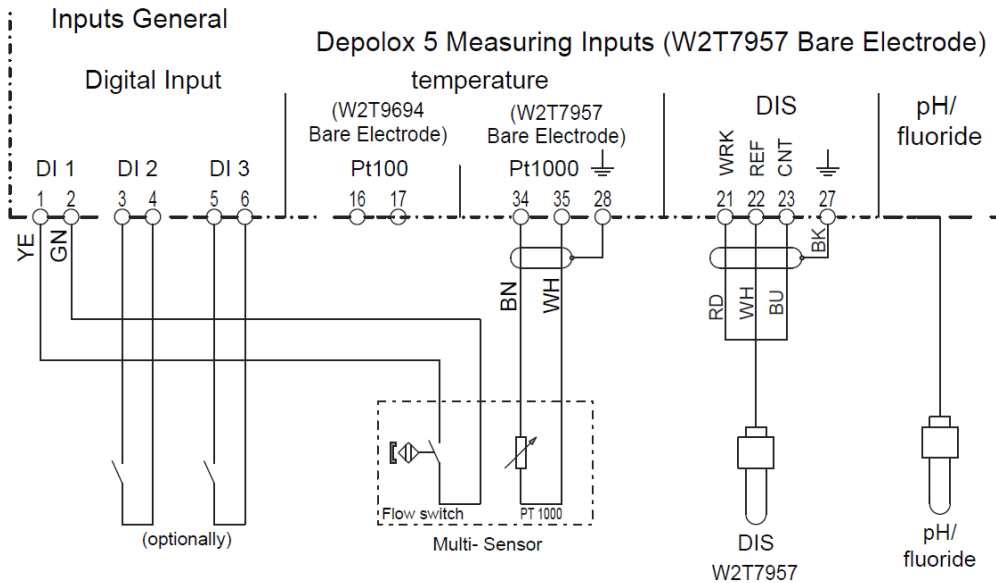 Inputs General
Depolox 5 Measuring Inputs (W2T7957 Bare Electrode)
Digital Input
temperature
(W2T9694
Bare Electrode)
(W2T7957
Bare Electrode)
DIS
pH/
fluoride
DI 1
DI 2
DI 3
Pt100
Pt1000
WRK
REF
CNT
1
2
3
4
5
6
16
17
34
35
28
21
22
23
27
YE
GN
BN
WH
RD
WH
BU
BK
Flow switch
PT 1000
(optionally)
Multi- Sensor
DIS
W2T7957
pH/
fluoride